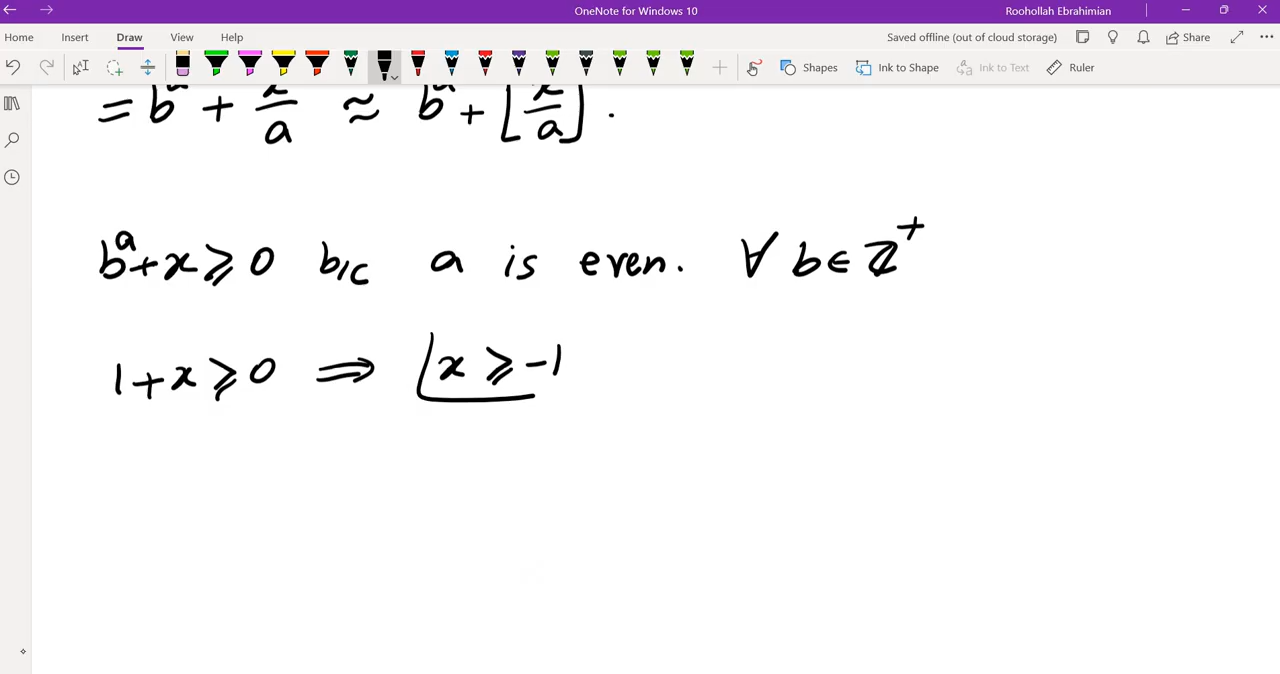 OneNote for Windows 10
Roohollah Ebrahimian
Home Insert Draw View Help
Saved offline (out of cloud storage)
Share
Shapes
Ink to Shape
Ink to Text
Ruler
= b^a + x/a ≈ b^a + ⌊x/a⌋ .
b^a + x ⩾ 0 b/c a is even. ∀ b ∈ ℤ^+
1 + x ⩾ 0 ⟹ x ⩾ -1